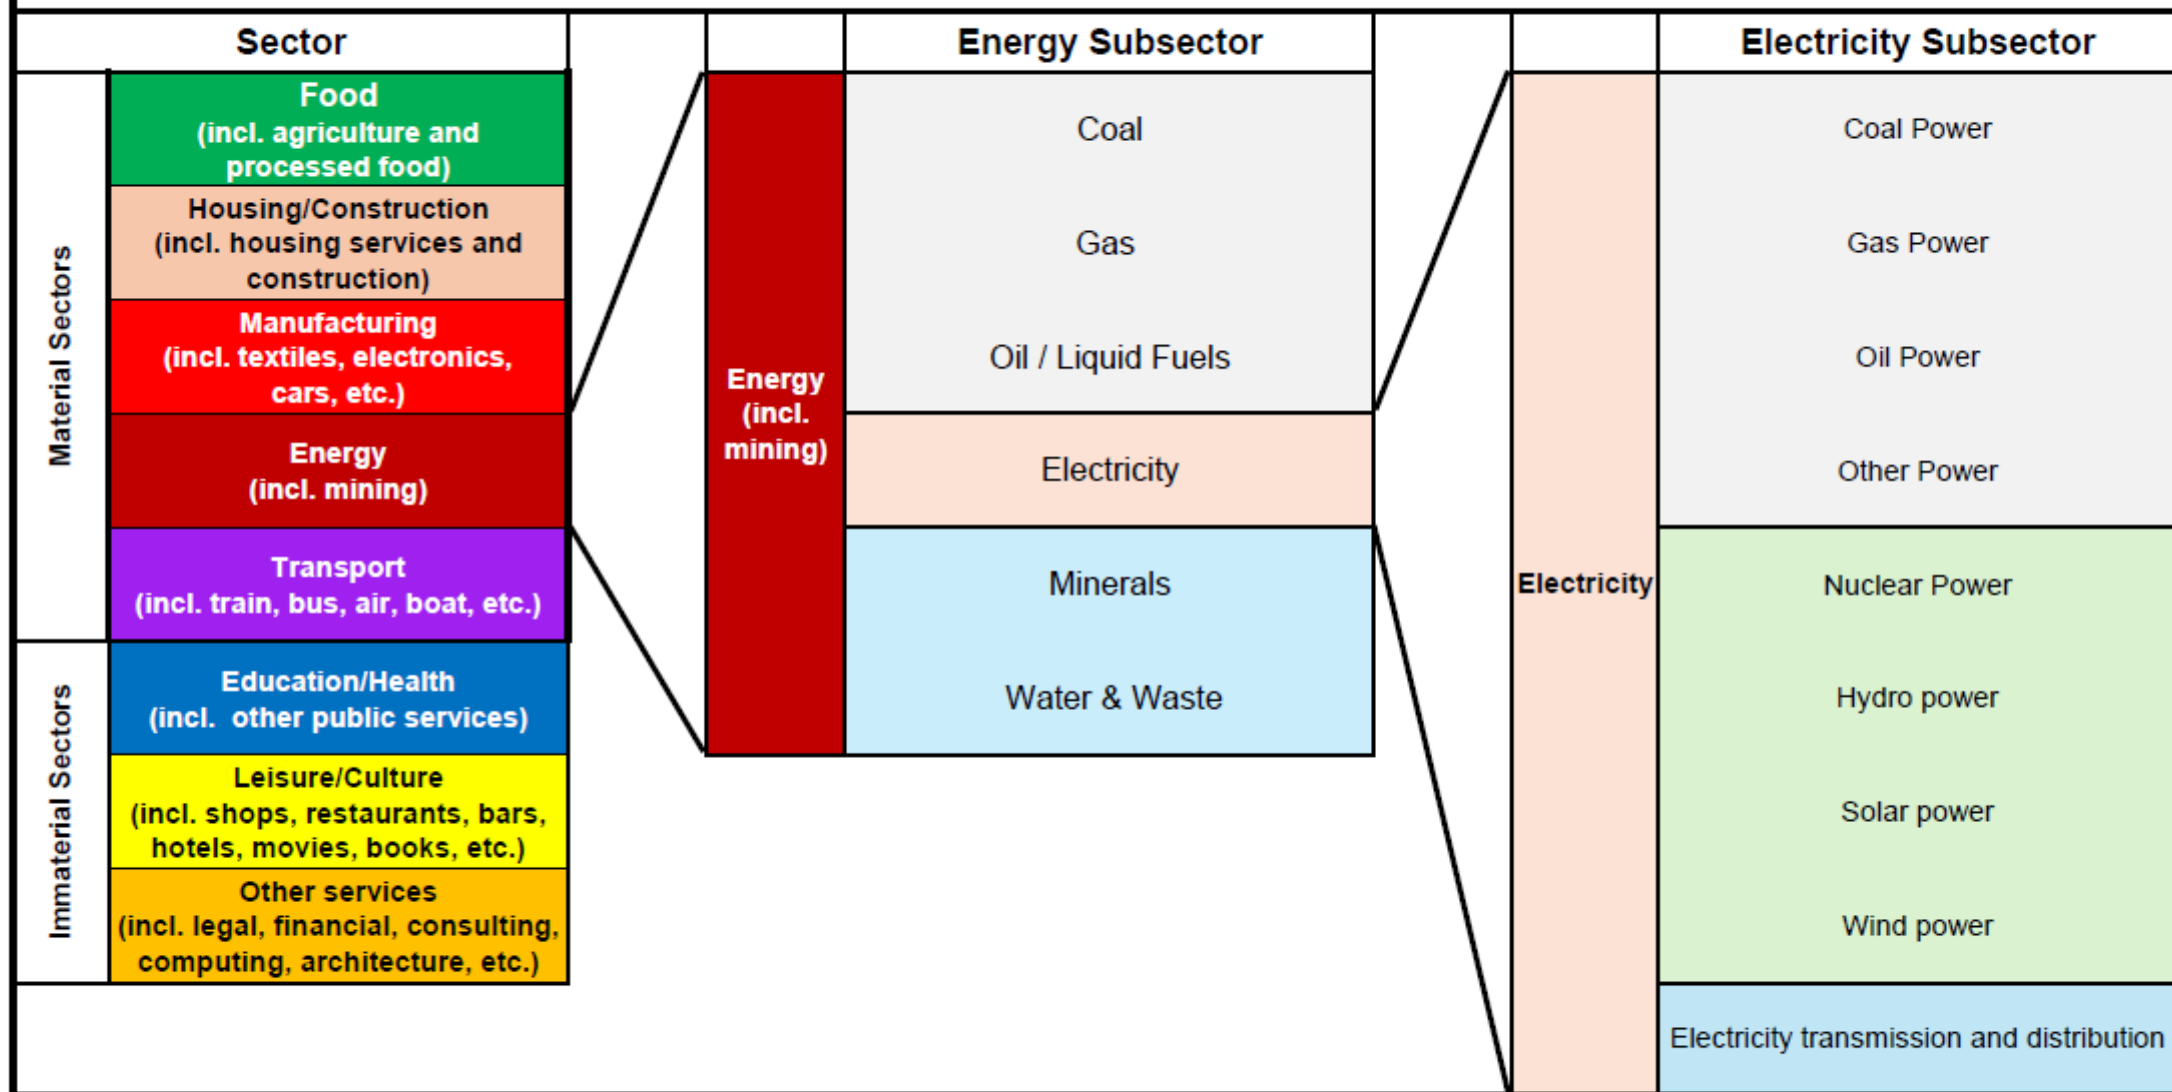 Sector
Energy Subsector
Electricity Subsector
Material Sectors
Food
(incl. agriculture and
processed food)
Housing/Construction
(incl. housing services and
construction)
Manufacturing
(incl. textiles, electronics,
cars, etc.)
Energy
(incl. mining)
Transport
(incl. train, bus, air, boat, etc.)
Immaterial Sectors
Education/Health
(incl.  other public services)
Leisure/Culture
(incl. shops, restaurants, bars,
hotels, movies, books, etc.)
Other services
(incl. legal, financial, consulting,
computing, architecture, etc.)
Energy
(incl.
mining)
Coal
Gas
Oil / Liquid Fuels
Electricity
Minerals
Water & Waste
Electricity
Coal Power
Gas Power
Oil Power
Other Power
Nuclear Power
Hydro power
Solar power
Wind power
Electricity transmission and distribution